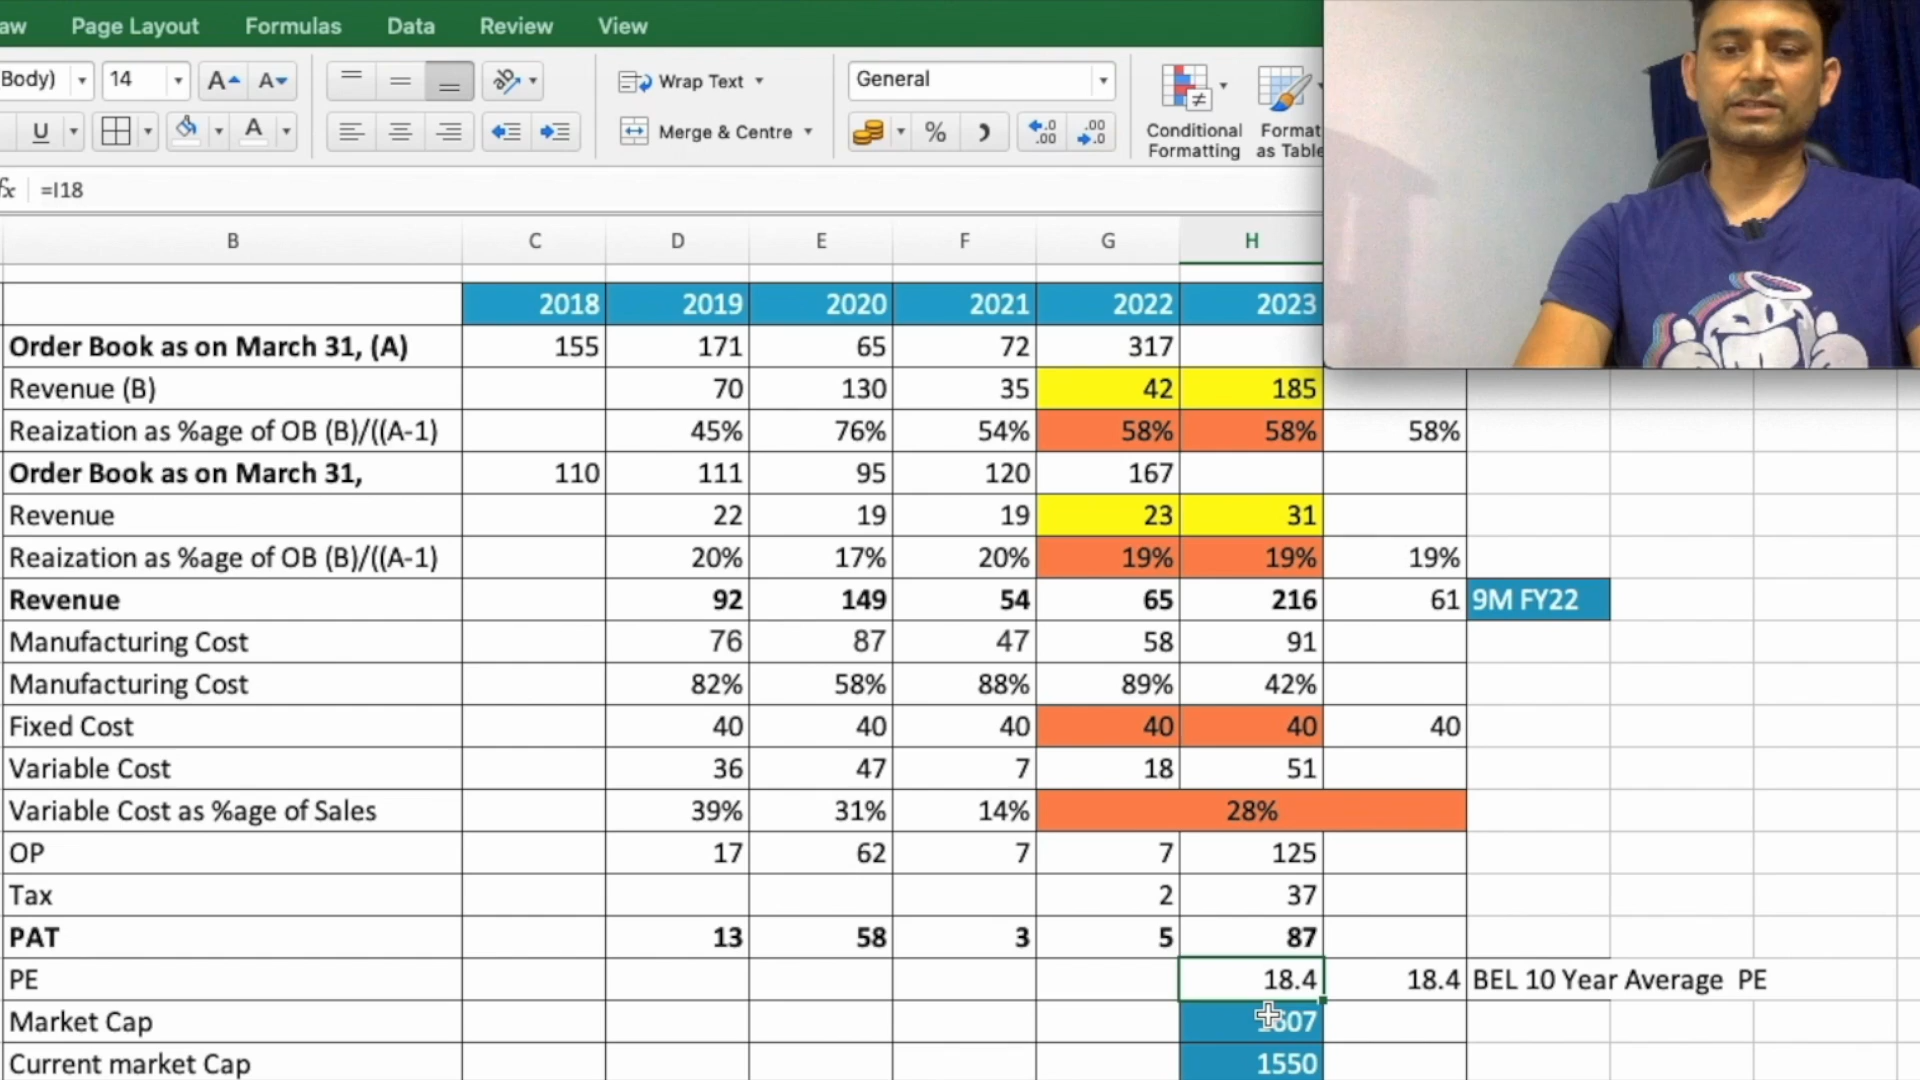 aw Page Layout Formulas Data Review View
Body) 14 A A Wrap Text General
U A Merge & Centre % .0 .00 .00 .0 Conditional Formatting Format as Table
fx =I18
B C D E F G H
2018 2019 2020 2021 2022 2023
Order Book as on March 31, (A) 155 171 65 72 317
Revenue (B) 70 130 35 42 185
Reaization as %age of OB (B)/((A-1) 45% 76% 54% 58% 58% 58%
Order Book as on March 31, 110 111 95 120 167
Revenue 22 19 19 23 31
Reaization as %age of OB (B)/((A-1) 20% 17% 20% 19% 19% 19%
Revenue 92 149 54 65 216 61 9M FY22
Manufacturing Cost 76 87 47 58 91
Manufacturing Cost 82% 58% 88% 89% 42%
Fixed Cost 40 40 40 40 40 40
Variable Cost 36 47 7 18 51
Variable Cost as %age of Sales 39% 31% 14% 28%
OP 17 62 7 7 125
Tax 2 37
PAT 13 58 3 5 87
PE 18.4 18.4 BEL 10 Year Average PE
Market Cap 1607
Current market Cap 1550